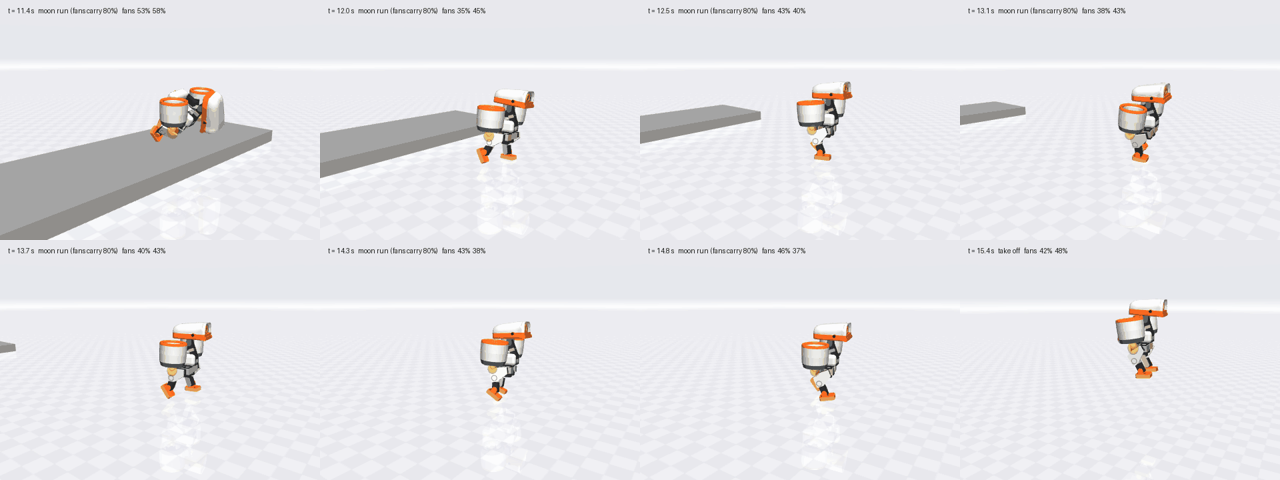 t = 11.4 s moon run (fans carry 80%) fans 53% 58%
t = 12.0 s moon run (fans carry 80%) fans 35% 45%
t = 12.5 s moon run (fans carry 80%) fans 43% 40%
t = 13.1 s moon run (fans carry 80%) fans 38% 43%
t = 13.7 s moon run (fans carry 80%) fans 40% 43%
t = 14.3 s moon run (fans carry 80%) fans 43% 38%
t = 14.8 s moon run (fans carry 80%) fans 46% 37%
t = 15.4 s take off fans 42% 48%